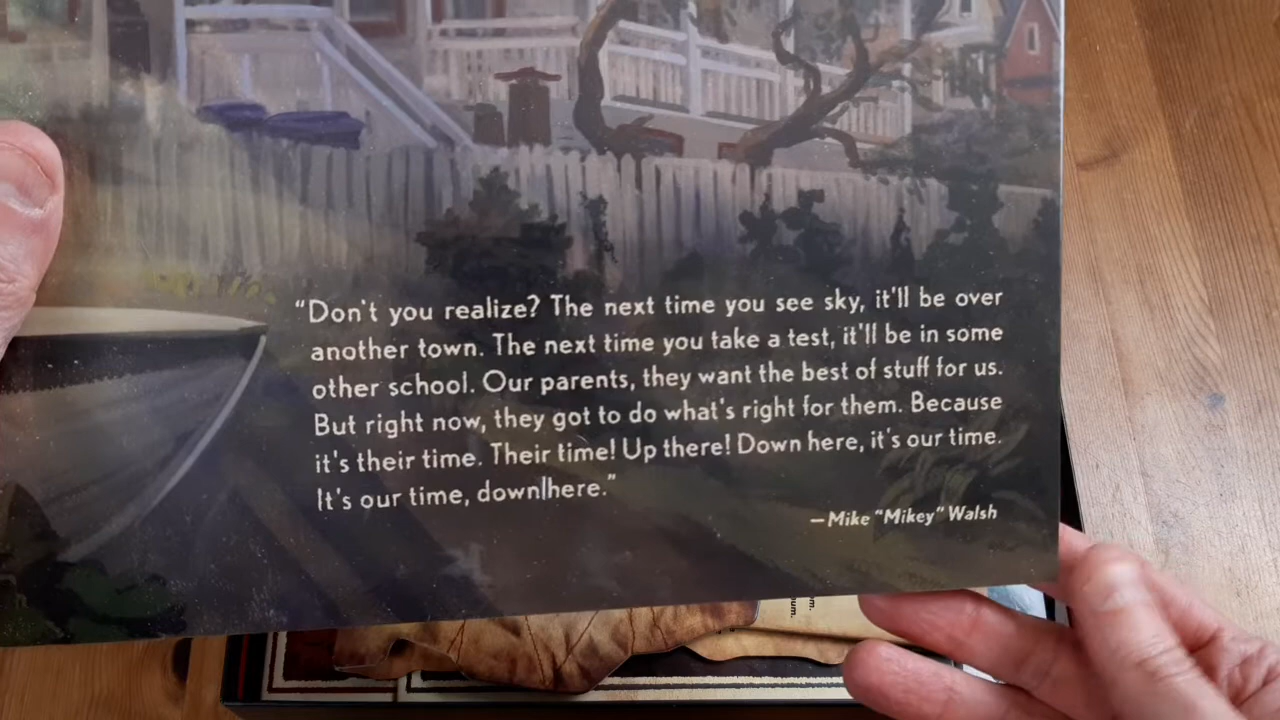 “Don't you realize? The next time you see sky, it'll be over
another town. The next time you take a test, it'll be in some
other school. Our parents, they want the best of stuff for us.
But right now, they got to do what's right for them. Because
it's their time. Their time! Up there! Down here, it's our time.
It's our time, down here.”
—Mike “Mikey” Walsh